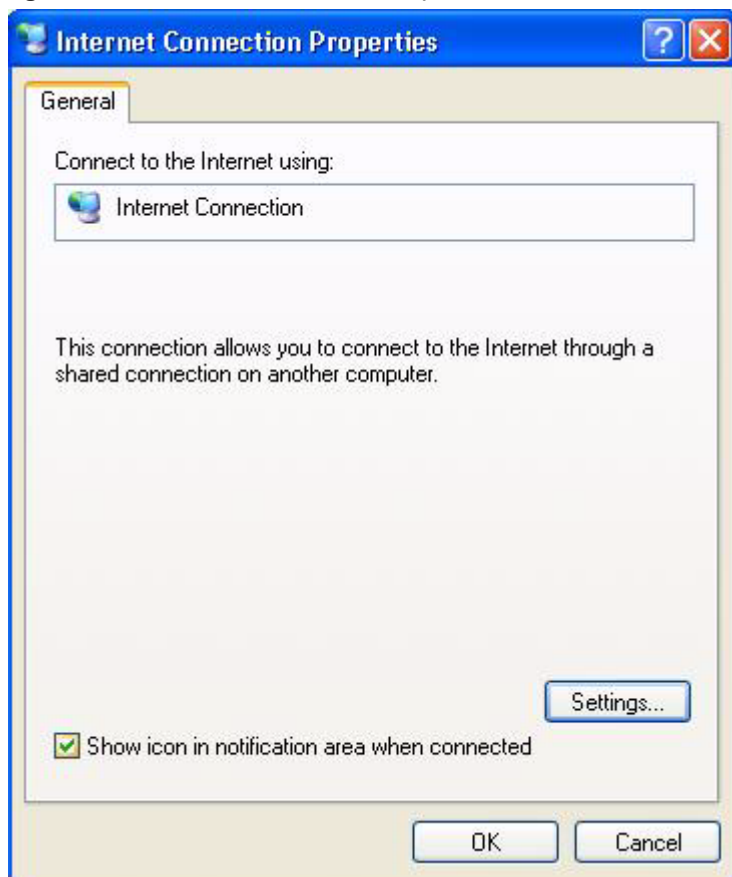 Internet Connection Properties
General
Connect to the Internet using:
Internet Connection
This connection allows you to connect to the Internet through a
shared connection on another computer.
Settings...
Show icon in notification area when connected
OK
Cancel